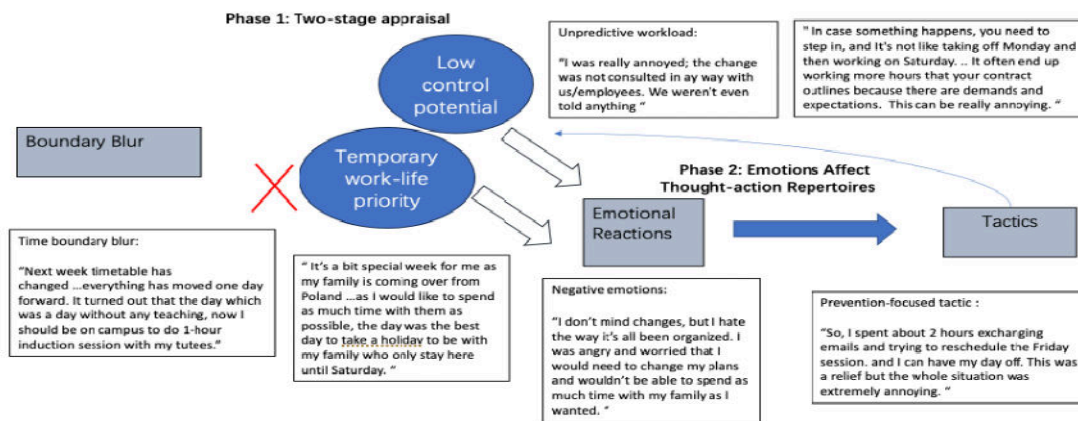 Phase 1: Two-stage appraisal
Low
control
potential
Unpredictive workload:
"I was really annoyed; the change
was not consulted in ay way with
us/employees. We weren't even
told anything "
" In case something happens, you need to
step in, and It's not like taking off Monday and
then working on Saturday. .. It often end up
working more hours that your contract
outlines because there are demands and
expectations. This can be really annoying. "
Boundary Blur
Temporary
work-life
priority
Phase 2: Emotions Affect
Thought-action Repertoires
Emotional
Reactions
Tactics
Time boundary blur:
"Next week timetable has
changed ...everything has moved one day
forward. It turned out that the day which
was a day without any teaching, now I
should be on campus to do 1-hour
induction session with my tutees."
" It's a bit special week for me as
my family is coming over from
Poland ...as I would like to spend
as much time with them as
possible, the day was the best
day to take a holiday to be with
my family who only stay here
until Saturday. "
Negative emotions:
"I don't mind changes, but I hate
the way it's all been organized. I
was angry and worried that I
would need to change my plans
and wouldn't be able to spend as
much time with my family as I
wanted. "
Prevention-focused tactic :
"So, I spent about 2 hours exchanging
emails and trying to reschedule the Friday
session. and I can have my day off. This was
a relief but the whole situation was
extremely annoying. "